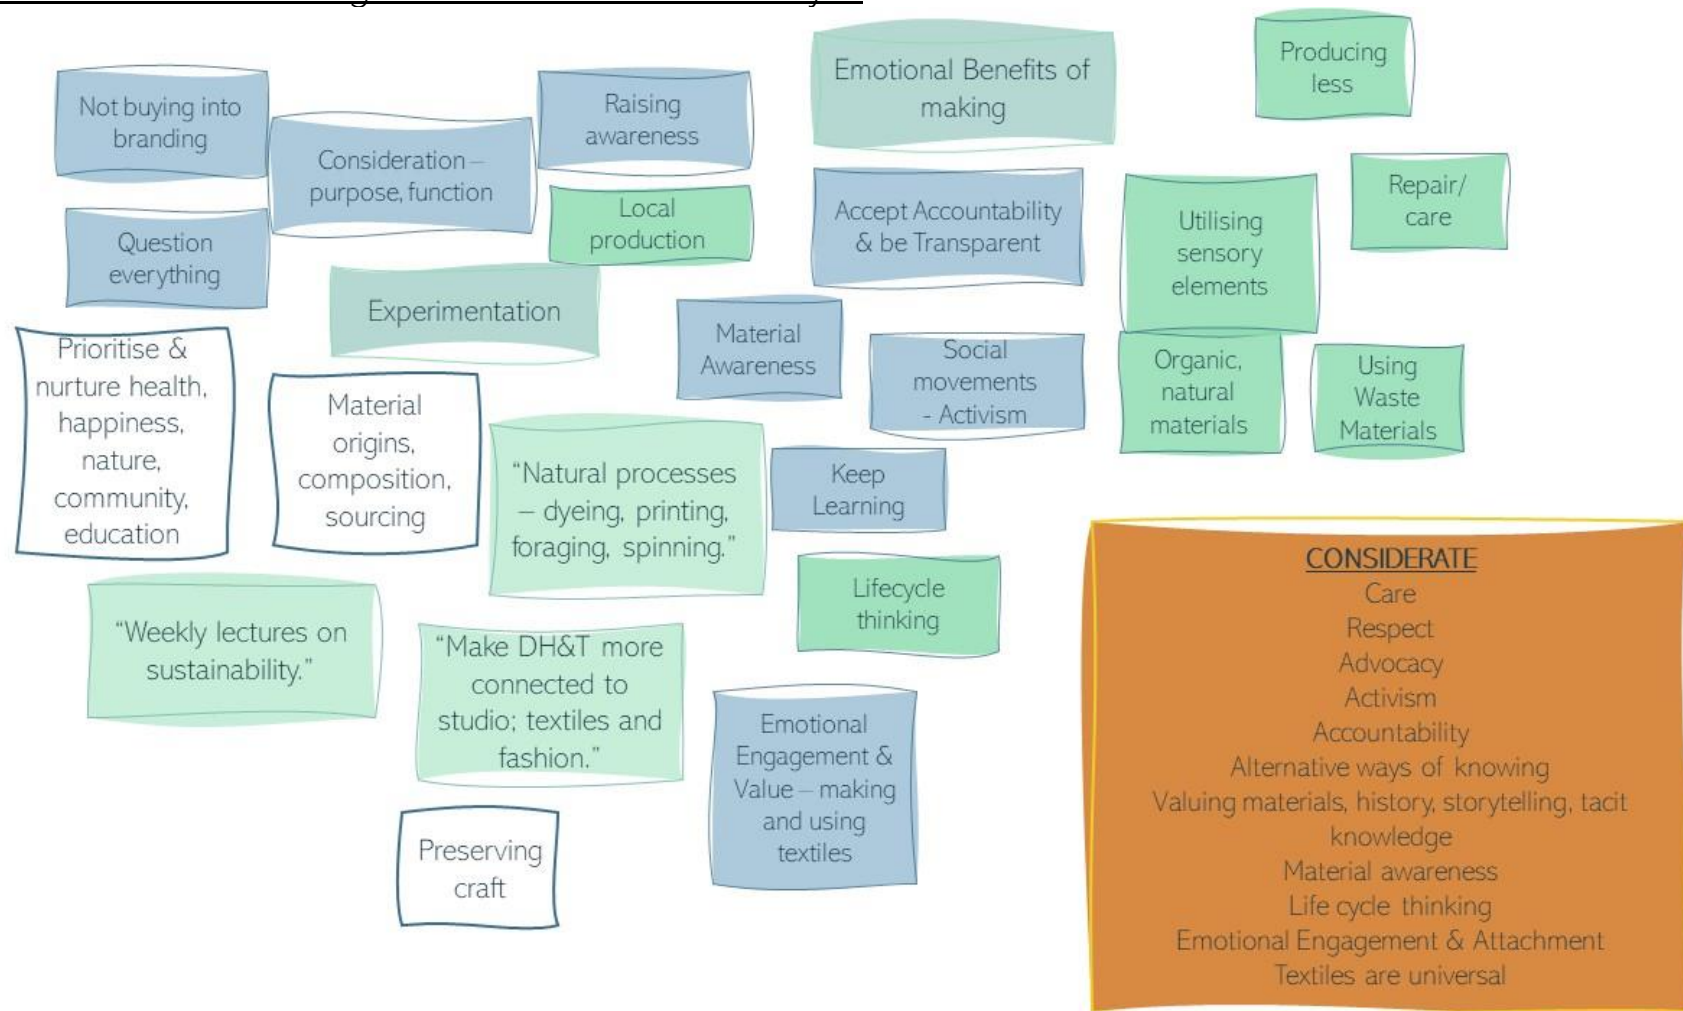 Not buying into
branding
Consideration –
purpose, function
Raising
awareness
Emotional Benefits of
making
Producing
less
Question
everything
Local
production
Accept Accountability
& be Transparent
Utilising
sensory
elements
Repair/
care
Experimentation
Material
Awareness
Social
movements
- Activism
Organic,
natural
materials
Using
Waste
Materials
Prioritise &
nurture health,
happiness,
nature,
community,
education
Material
origins,
composition,
sourcing
“Natural processes
– dyeing, printing,
foraging, spinning.”
Keep
Learning
Lifecycle
thinking
“Weekly lectures on
sustainability.”
“Make DH&T more
connected to
studio; textiles and
fashion.”
Emotional
Engagement &
Value – making
and using
textiles
Preserving
craft
CONSIDERATE
Care
Respect
Advocacy
Activism
Accountability
Alternative ways of knowing
Valuing materials, history, storytelling, tacit
knowledge
Material awareness
Life cycle thinking
Emotional Engagement & Attachment
Textiles are universal